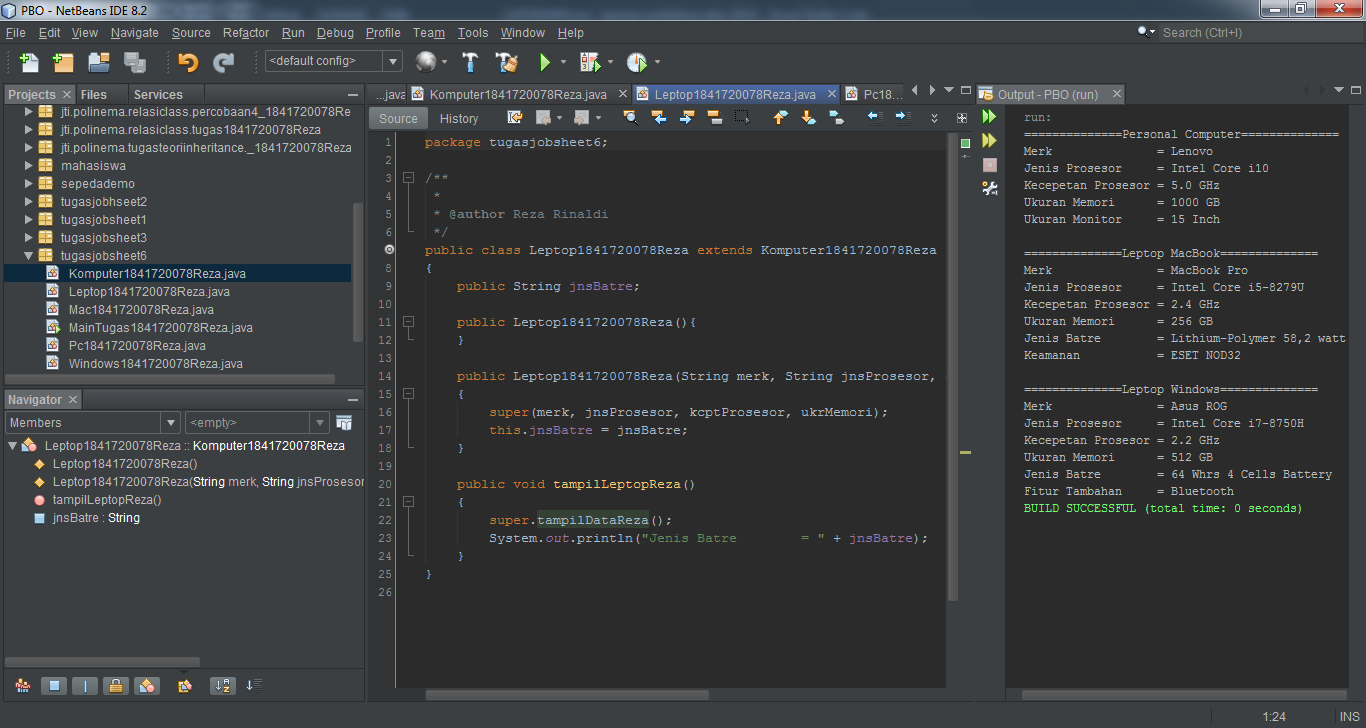 PBO - NetBeans IDE 8.2
File Edit View Navigate Source Refactor Run Debug Profile Team Tools Window Help
Search (Ctrl+I)
<default config>
Projects
Files
Services
jti.polinema.relasiclass.percobaan4_1841720078Re
jti.polinema.relasiclass.tugas1841720078Reza
jti.polinema.tugasteoriinheritance._1841720078Reza
mahasiswa
sepedademo
tugasjobhseet2
tugasjobsheet1
tugasjobsheet3
tugasjobsheet6
Komputer1841720078Reza.java
Leptop1841720078Reza.java
Mac1841720078Reza.java
MainTugas1841720078Reza.java
Pc1841720078Reza.java
Windows1841720078Reza.java
Navigator
Members
<empty>
Leptop1841720078Reza :: Komputer1841720078Reza
Leptop1841720078Reza()
Leptop1841720078Reza(String merk, String jnsProsesor
tampilLeptopReza()
jnsBatre : String
...java
Komputer1841720078Reza.java
Leptop1841720078Reza.java
Pc18...
Source
History
1 package tugasjobsheet6;
2
3 /**
4 *
5 * @author Reza Rinaldi
6 */
public class Leptop1841720078Reza extends Komputer1841720078Reza
8 {
9 public String jnsBatre;
10
11 public Leptop1841720078Reza(){
12 }
13
14 public Leptop1841720078Reza(String merk, String jnsProsesor,
15 {
16 super(merk, jnsProsesor, kcptProsesor, ukrMemori);
17 this.jnsBatre = jnsBatre;
18 }
19
20 public void tampilLeptopReza()
21 {
22 super.tampilDataReza();
23 System.out.println("Jenis Batre        = " + jnsBatre);
24 }
25 }
26
Output - PBO (run)
run:
==============Personal Computer==============
Merk = Lenovo
Jenis Prosesor = Intel Core i10
Kecepetan Prosesor = 5.0 GHz
Ukuran Memori = 1000 GB
Ukuran Monitor = 15 Inch
==============Leptop MacBook==============
Merk = MacBook Pro
Jenis Prosesor = Intel Core i5-8279U
Kecepetan Prosesor = 2.4 GHz
Ukuran Memori = 256 GB
Jenis Batre = Lithium-Polymer 58,2 watt
Keamanan = ESET NOD32
==============Leptop Windows==============
Merk = Asus ROG
Jenis Prosesor = Intel Core i7-8750H
Kecepetan Prosesor = 2.2 GHz
Ukuran Memori = 512 GB
Jenis Batre = 64 Whrs 4 Cells Battery
Fitur Tambahan = Bluetooth
BUILD SUCCESSFUL (total time: 0 seconds)
1:24
INS